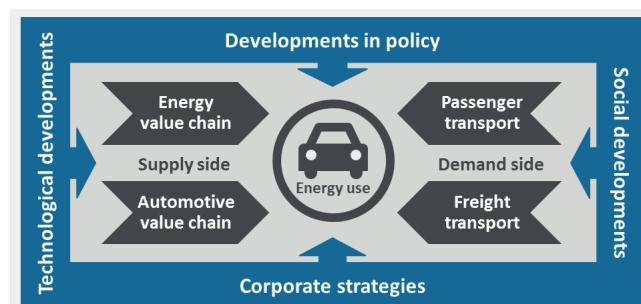 Developments in policy
Technological developments
Energy
value chain
Passenger
transport
Social developments
Supply side
Energy use
Demand side
Automotive
value chain
Freight
transport
Corporate strategies